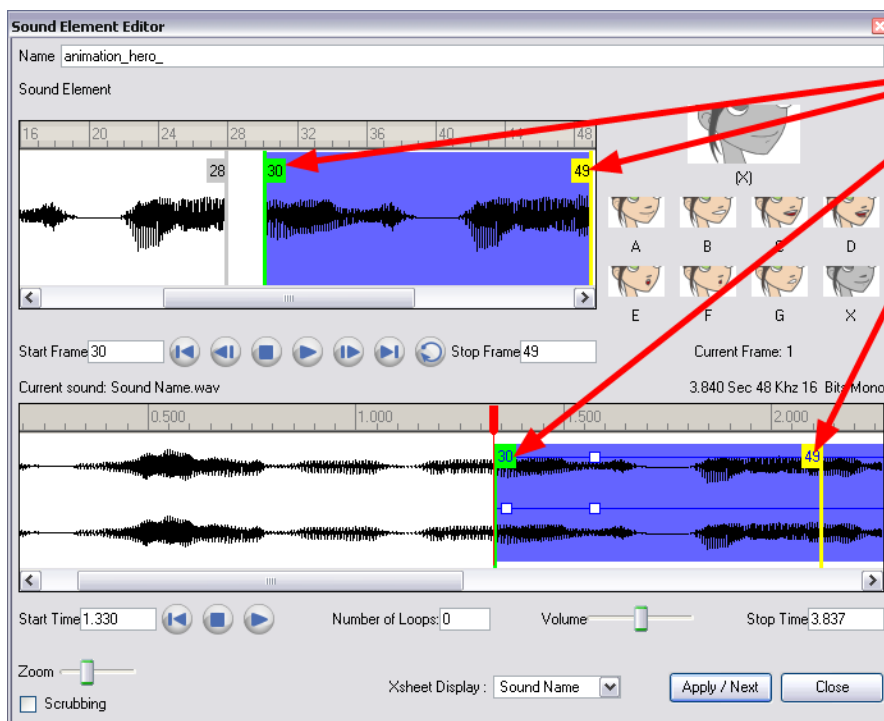 Sound Element Editor
Name animation_hero_
Sound Element
16 20 24 28 32 36 40 44 48
28 30 49
(X)
A B C D
E F G X
Start Frame 30 Stop Frame 49 Current Frame: 1
Current sound: Sound Name.wav 3.840 Sec 48 Khz 16 Bits Mono
0.500 1.000 1.500 2.000
30 49
Start Time 1.330 Number of Loops: 0 Volume Stop Time 3.837
Zoom
Scrubbing
Xsheet Display : Sound Name Apply / Next Close